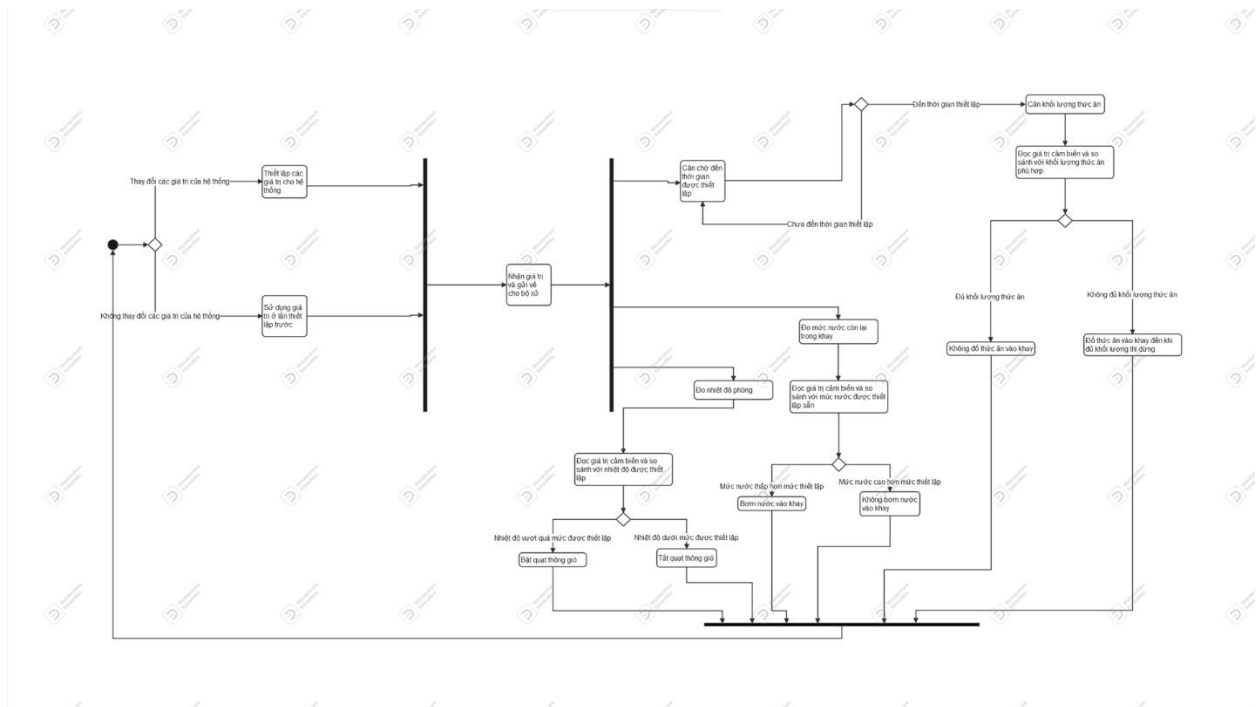 Thay đổi các giá trị của hệ thống
Thiết lập các
giá trị cho hệ
thống
Không thay đổi các giá trị của hệ thống
Sử dụng giá
trị ở lần thiết
lập trước
Nhận giá trị
và gửi về
cho bộ xử
Cân chờ đến
thời gian
được thiết
lập
Đến thời gian thiết lập
Chưa đến thời gian thiết lập
Cân khối lượng thức ăn
Đọc giá trị cảm biến và so
sánh với khối lượng thức ăn
phù hợp
Đủ khối lượng thức ăn
Không đủ khối lượng thức ăn
Không đổ thức ăn vào khay
Đổ thức ăn vào khay đến khi
đủ khối lượng thì dừng
Đo mức nước còn lại
trong khay
Đọc giá trị cảm biến và so
sánh với mức nước được thiết
lập sẵn
Mức nước thấp hơn mức thiết lập
Mức nước cao hơn mức thiết lập
Bơm nước vào khay
Không bơm nước
vào khay
Đo nhiệt độ phòng
Đọc giá trị cảm biến và so
sánh với nhiệt độ được thiết
lập
Nhiệt độ vượt quá mức được thiết lập
Nhiệt độ dưới mức được thiết lập
Bật quạt thông gió
Tắt quạt thông gió